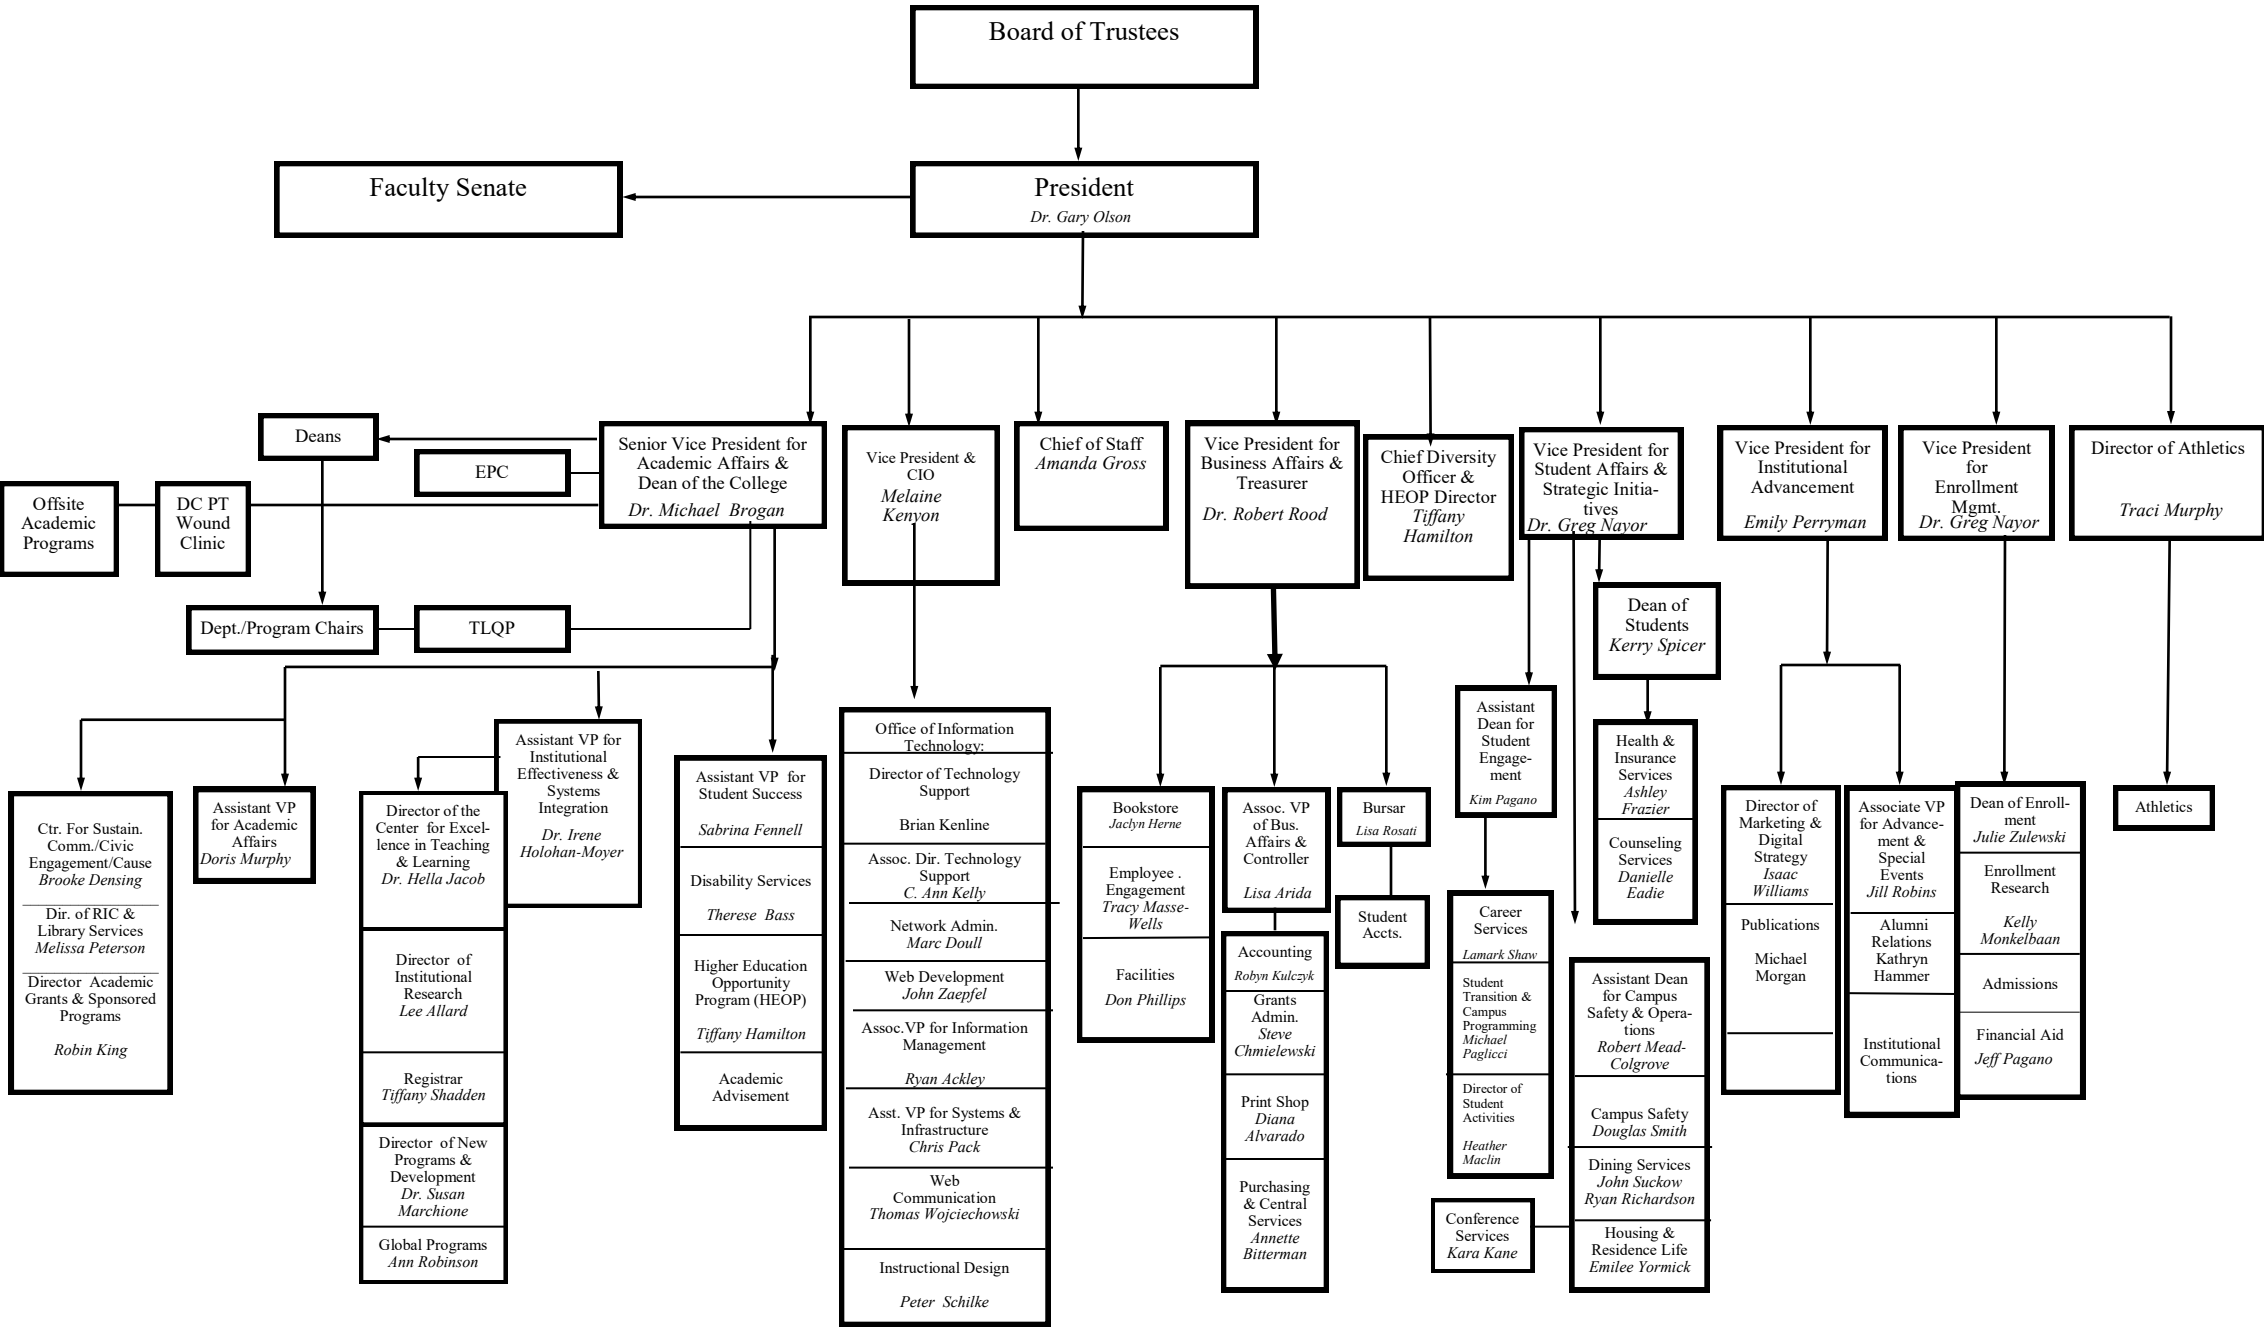 Board of Trustees
Faculty Senate
President
Dr. Gary Olson
Deans
EPC
Offsite
Academic
Programs
DC PT
Wound
Clinic
Dept./Program Chairs
TLQP
Senior Vice President for
Academic Affairs &
Dean of the College
Dr. Michael Brogan
Vice President &
CIO
Melaine
Kenyon
Chief of Staff
Amanda Gross
Vice President for
Business Affairs &
Treasurer
Dr. Robert Rood
Chief Diversity
Officer &
HEOP Director
Tiffany
Hamilton
Vice President for
Student Affairs &
Strategic Initia-
tives
Dr. Greg Nayor
Vice President for
Institutional
Advancement
Emily Perryman
Vice President
for
Enrollment
Mgmt.
Dr. Greg Nayor
Director of Athletics
Traci Murphy
Dean of
Students
Kerry Spicer
Ctr. For Sustain.
Comm./Civic
Engagement/Cause
Brooke Densing
Dir. of RIC &
Library Services
Melissa Peterson
Director Academic
Grants & Sponsored
Programs
Robin King
Assistant VP
for Academic
Affairs
Doris Murphy
Director of the
Center for Excel-
lence in Teaching
& Learning
Dr. Hella Jacob
Director of
Institutional
Research
Lee Allard
Registrar
Tiffany Shadden
Director of New
Programs &
Development
Dr. Susan
Marchione
Global Programs
Ann Robinson
Assistant VP for
Institutional
Effectiveness &
Systems
Integration
Dr. Irene
Holohan-Moyer
Assistant VP for
Student Success
Sabrina Fennell
Disability Services
Therese Bass
Higher Education
Opportunity
Program (HEOP)
Tiffany Hamilton
Academic
Advisement
Office of Information
Technology:
Director of Technology
Support
Brian Kenline
Assoc. Dir. Technology
Support
C. Ann Kelly
Network Admin.
Marc Doull
Web Development
John Zaepfel
Assoc.VP for Information
Management
Ryan Ackley
Asst. VP for Systems &
Infrastructure
Chris Pack
Web
Communication
Thomas Wojciechowski
Instructional Design
Peter Schilke
Bookstore
Jaclyn Herne
Employee .
Engagement
Tracy Masse-
Wells
Facilities
Don Phillips
Assoc. VP
of Bus.
Affairs &
Controller
Lisa Arida
Accounting
Robyn Kulczyk
Grants
Admin.
Steve
Chmielewski
Print Shop
Diana
Alvarado
Purchasing
& Central
Services
Annette
Bitterman
Bursar
Lisa Rosati
Student
Accts.
Assistant
Dean for
Student
Engage-
ment
Kim Pagano
Career
Services
Lamark Shaw
Student
Transition &
Campus
Programming
Michael
Paglicci
Director of
Student
Activities
Heather
Maclin
Conference
Services
Kara Kane
Health &
Insurance
Services
Ashley
Frazier
Counseling
Services
Danielle
Eadie
Assistant Dean
for Campus
Safety & Opera-
tions
Robert Mead-
Colgrove
Campus Safety
Douglas Smith
Dining Services
John Suckow
Ryan Richardson
Housing &
Residence Life
Emilee Yormick
Director of
Marketing &
Digital
Strategy
Isaac
Williams
Publications
Michael
Morgan
Associate VP
for Advance-
ment &
Special
Events
Jill Robins
Alumni
Relations
Kathryn
Hammer
Institutional
Communica-
tions
Dean of Enroll-
ment
Julie Zulewski
Enrollment
Research
Kelly
Monkelbaan
Admissions
Financial Aid
Jeff Pagano
Athletics